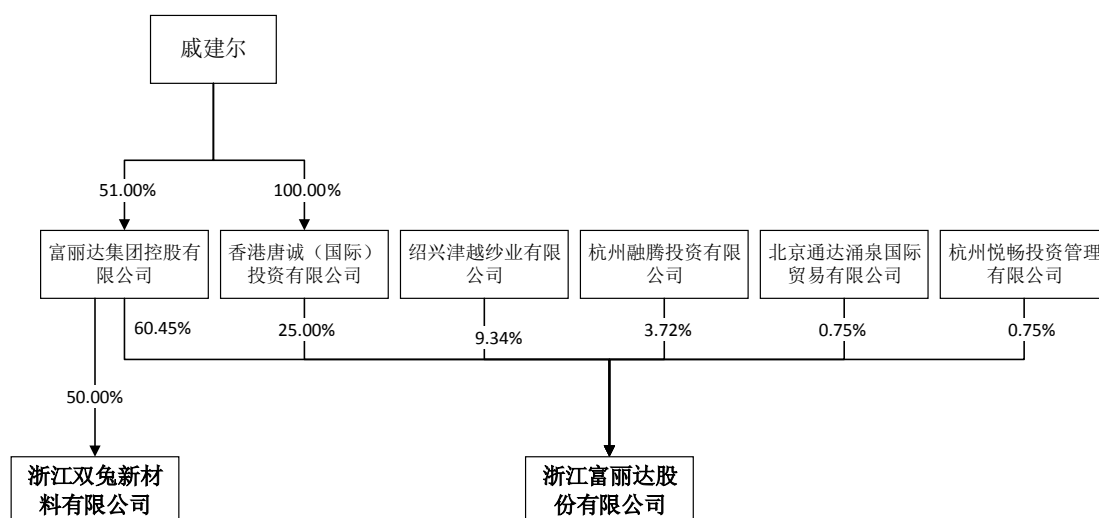 戚建尔
51.00%
100.00%
富丽达集团控股有
限公司
香港唐诚（国际）
投资有限公司
绍兴津越纱业有限
公司
杭州融腾投资有限
公司
北京通达涌泉国际
贸易有限公司
杭州悦畅投资管理
有限公司
60.45%
25.00%
9.34%
3.72%
0.75%
0.75%
50.00%
浙江双兔新材
料有限公司
浙江富丽达股
份有限公司